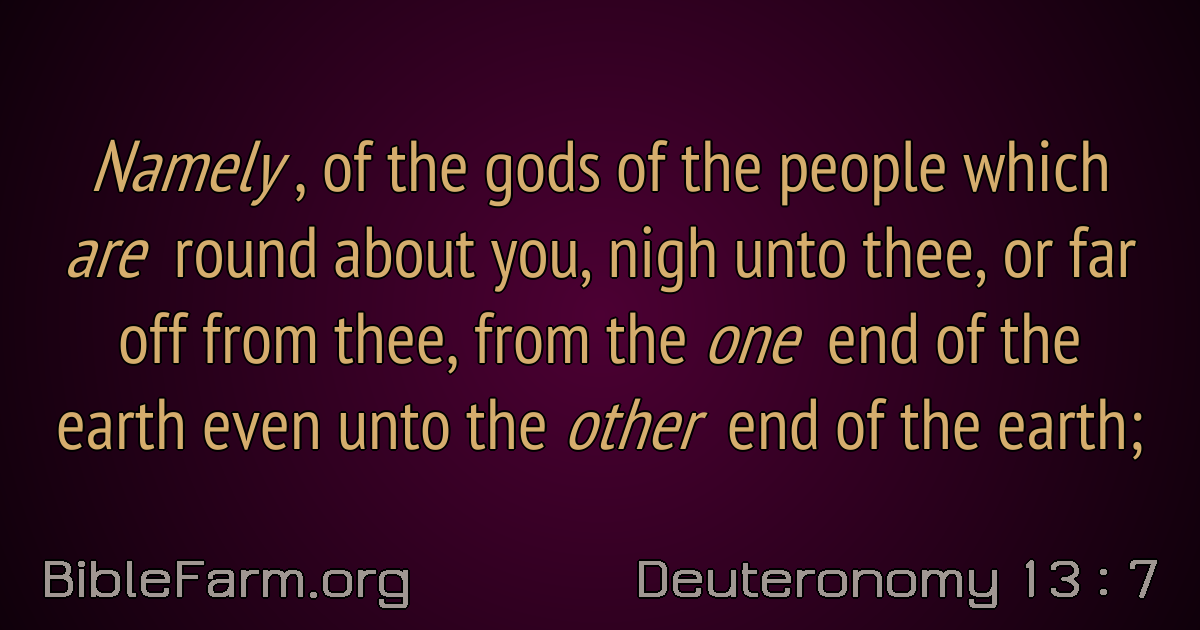 Namely , of the gods of the people which
are round about you, nigh unto thee, or far
off from thee, from the one end of the
earth even unto the other end of the earth;
BibleFarm.org
Deuteronomy 13 : 7